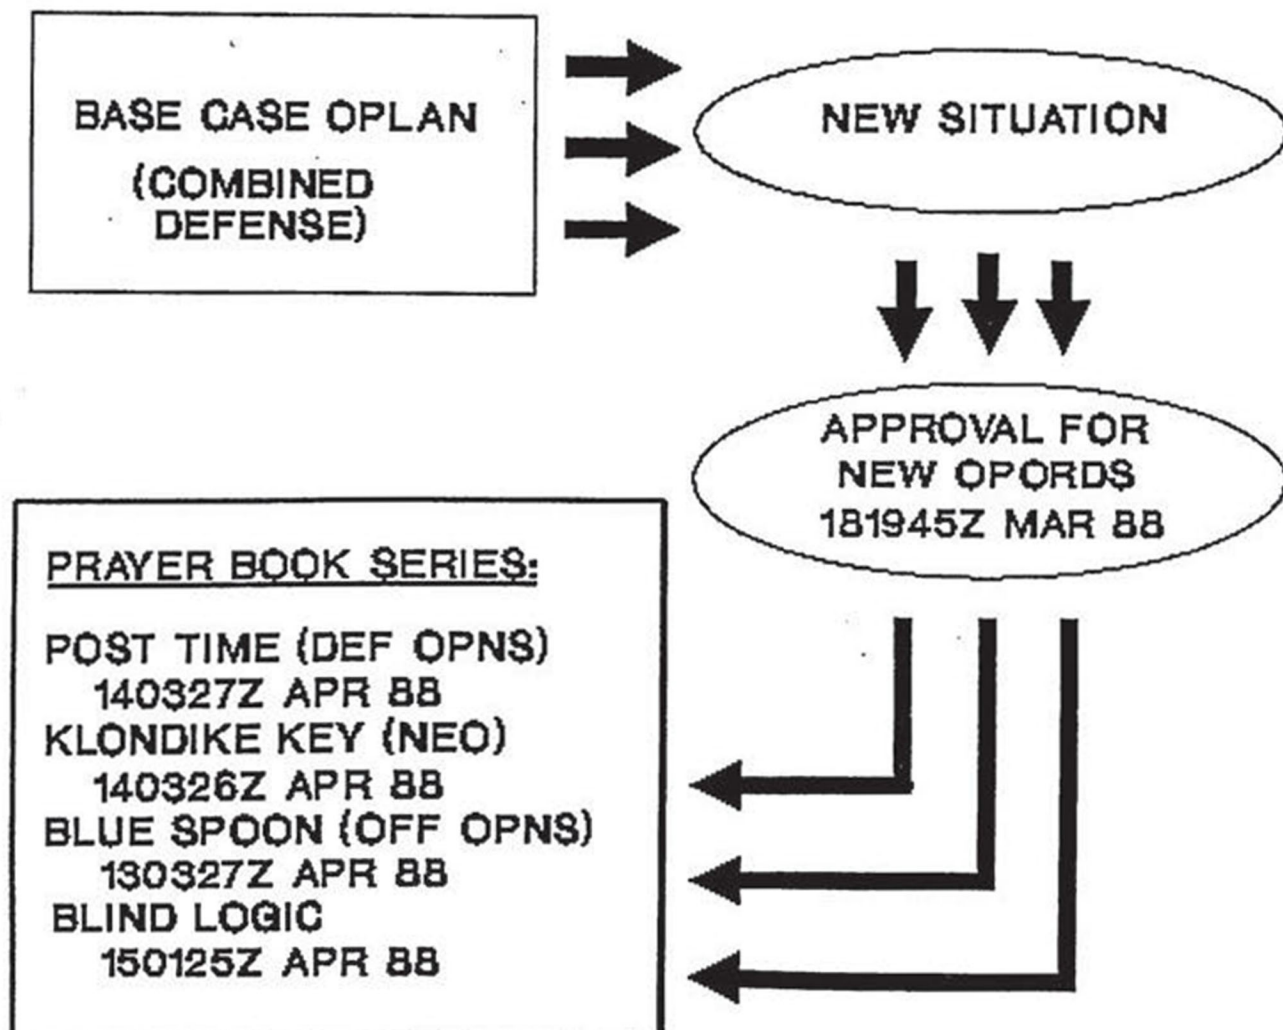 BASE CASE OPLAN
(COMBINED
DEFENSE)
NEW SITUATION
APPROVAL FOR
NEW OPORDS
181945Z MAR 88
PRAYER BOOK SERIES:
POST TIME (DEF OPNS)
140327Z APR 88
KLONDIKE KEY (NEO)
140326Z APR 88
BLUE SPOON (OFF OPNS)
130327Z APR 88
BLIND LOGIC
150125Z APR 88